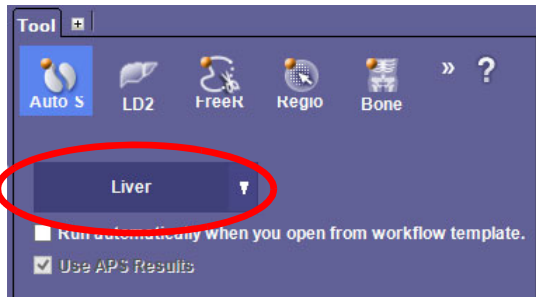 Tool
» ?
Auto S LD2 FreeR Regio Bone
Liver
Run automatically when you open from workflow template.
Use APS Results